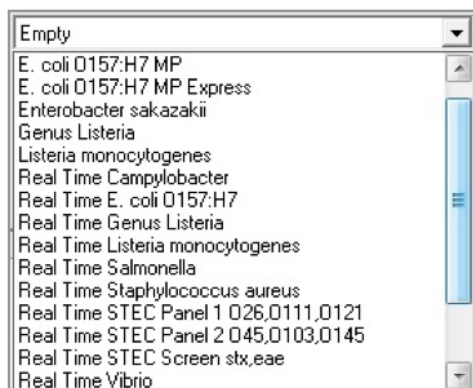 Empty
E. coli O157:H7 MP
E. coli O157:H7 MP Express
Enterobacter sakazakii
Genus Listeria
Listeria monocytogenes
Real Time Campylobacter
Real Time E. coli O157:H7
Real Time Genus Listeria
Real Time Listeria monocytogenes
Real Time Salmonella
Real Time Staphylococcus aureus
Real Time STEC Panel 1 O26,O111,O121
Real Time STEC Panel 2 O45,O103,O145
Real Time STEC Screen stx,eae
Real Time Vibrio